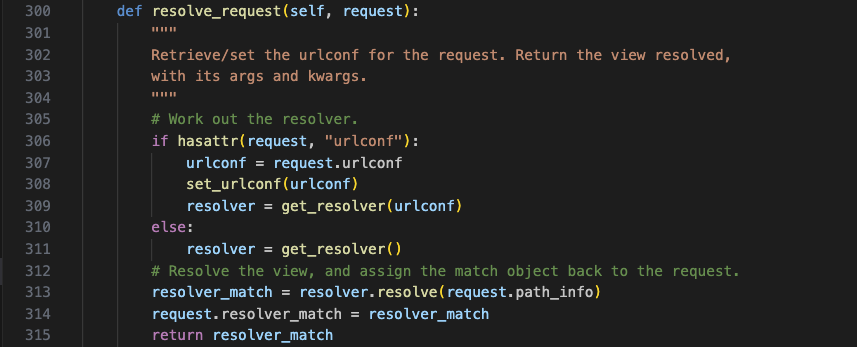 300 def resolve_request(self, request):
301 """
302 Retrieve/set the urlconf for the request. Return the view resolved,
303 with its args and kwargs.
304 """
305 # Work out the resolver.
306 if hasattr(request, "urlconf"):
307 urlconf = request.urlconf
308 set_urlconf(urlconf)
309 resolver = get_resolver(urlconf)
310 else:
311 resolver = get_resolver()
312 # Resolve the view, and assign the match object back to the request.
313 resolver_match = resolver.resolve(request.path_info)
314 request.resolver_match = resolver_match
315 return resolver_match